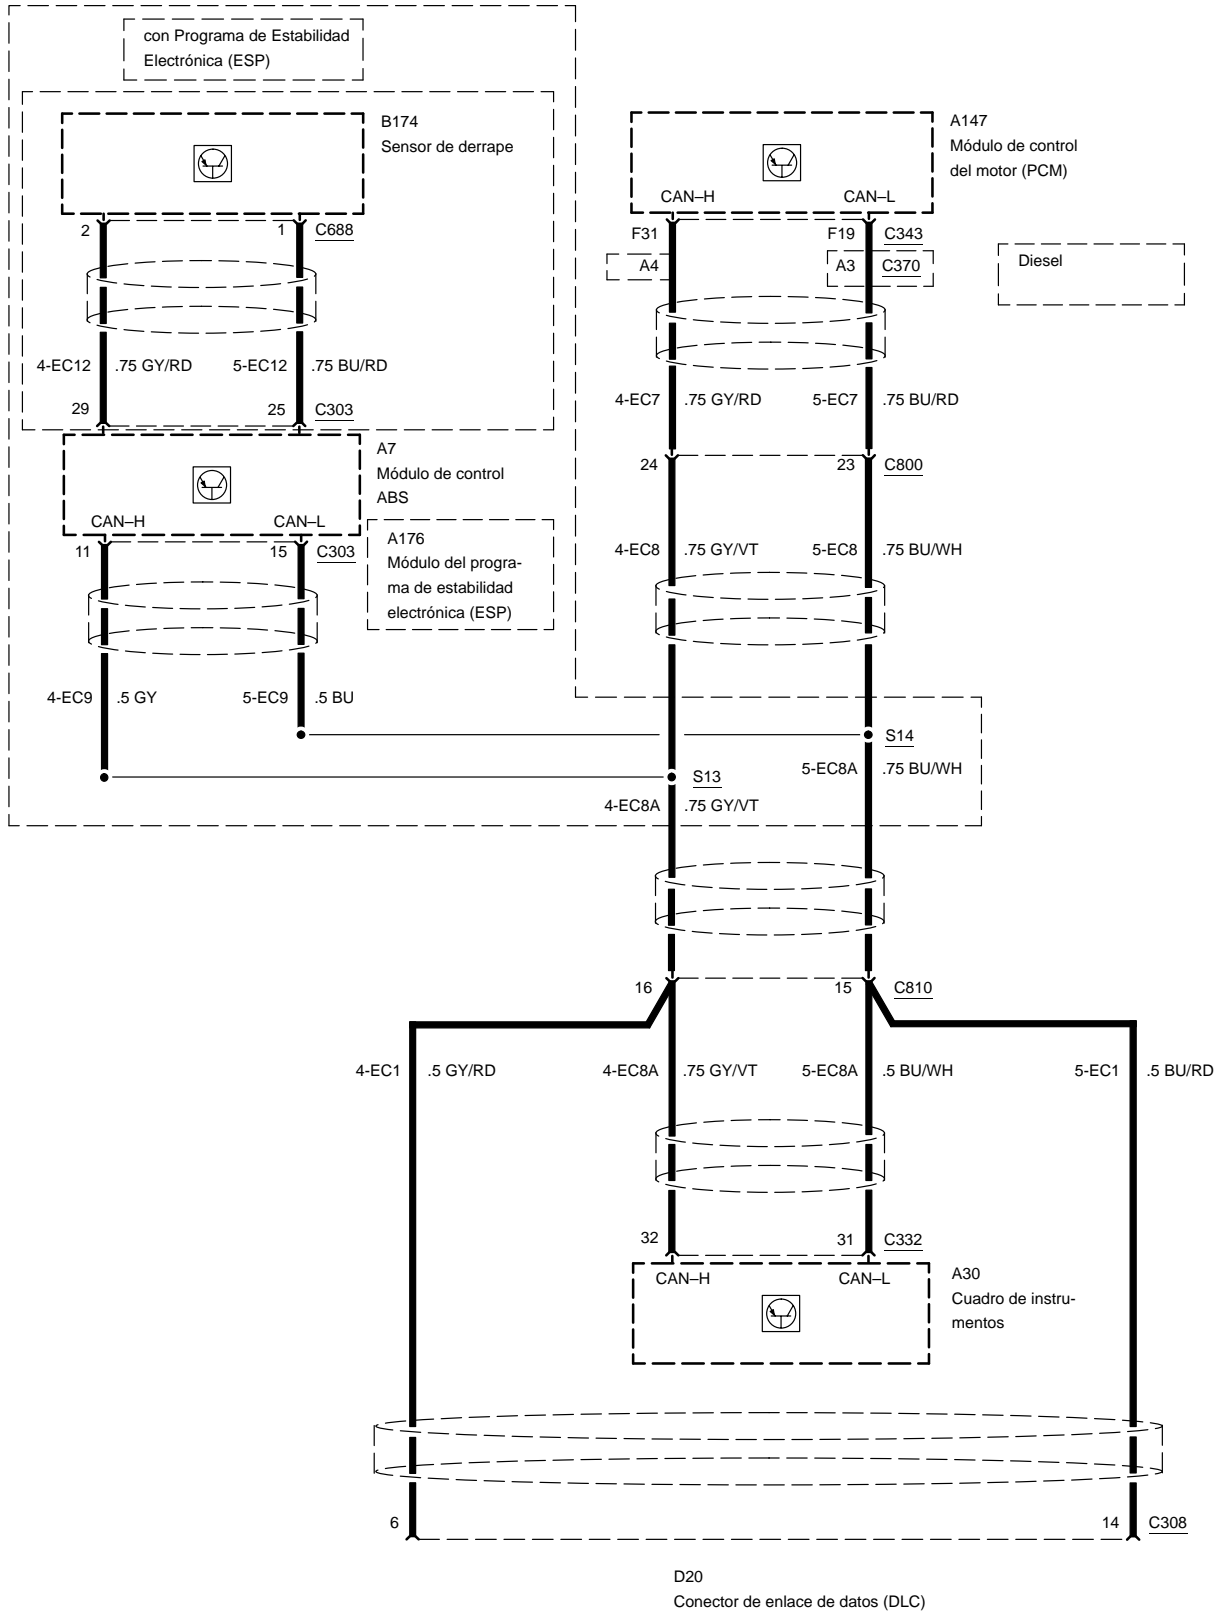 con Programa de Estabilidad
Electrónica (ESP)
B174
Sensor de derrape
A147
Módulo de control
del motor (PCM)
CAN–H
CAN–L
2
1
C688
F31
F19
C343
A4
A3
C370
Diesel
4-EC12
.75 GY/RD
5-EC12
.75 BU/RD
4-EC7
.75 GY/RD
5-EC7
.75 BU/RD
29
25
C303
A7
Módulo de control
ABS
24
23
C800
CAN–H
CAN–L
11
15
C303
A176
Módulo del progra-
ma de estabilidad
electrónica (ESP)
4-EC8
.75 GY/VT
5-EC8
.75 BU/WH
4-EC9
.5 GY
5-EC9
.5 BU
S14
S13
5-EC8A
.75 BU/WH
4-EC8A
.75 GY/VT
16
15
C810
4-EC1
.5 GY/RD
4-EC8A
.75 GY/VT
5-EC8A
.5 BU/WH
5-EC1
.5 BU/RD
32
31
C332
CAN–H
CAN–L
A30
Cuadro de instru-
mentos
6
14
C308
D20
Conector de enlace de datos (DLC)